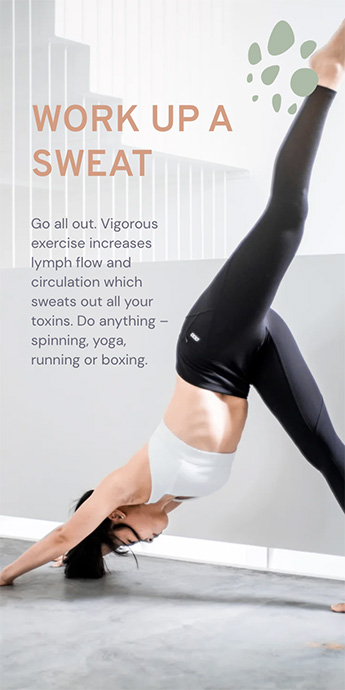 WORK UP A
SWEAT
Go all out. Vigorous
exercise increases
lymph flow and
circulation which
sweats out all your
toxins. Do anything –
spinning, yoga,
running or boxing.